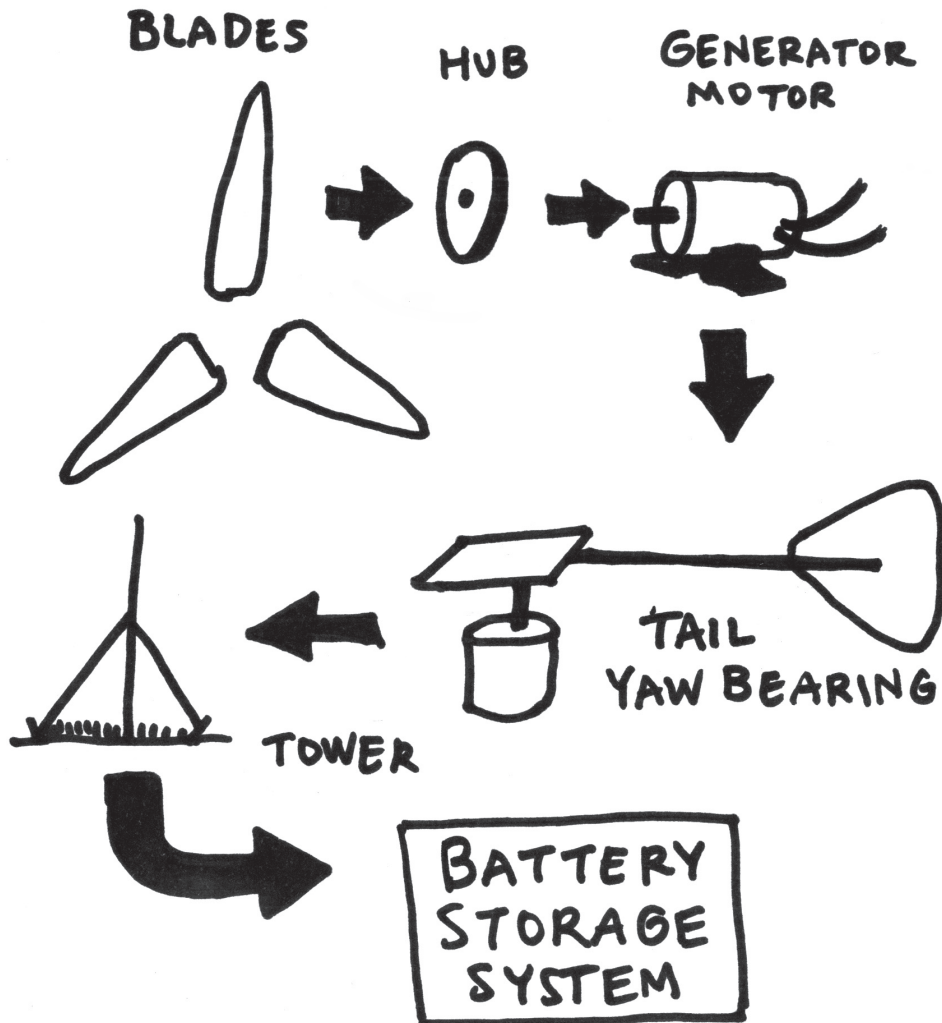 BLADES
HUB
GENERATOR
MOTOR
TAIL
YAW BEARING
TOWER
BATTERY
STORAGE
SYSTEM